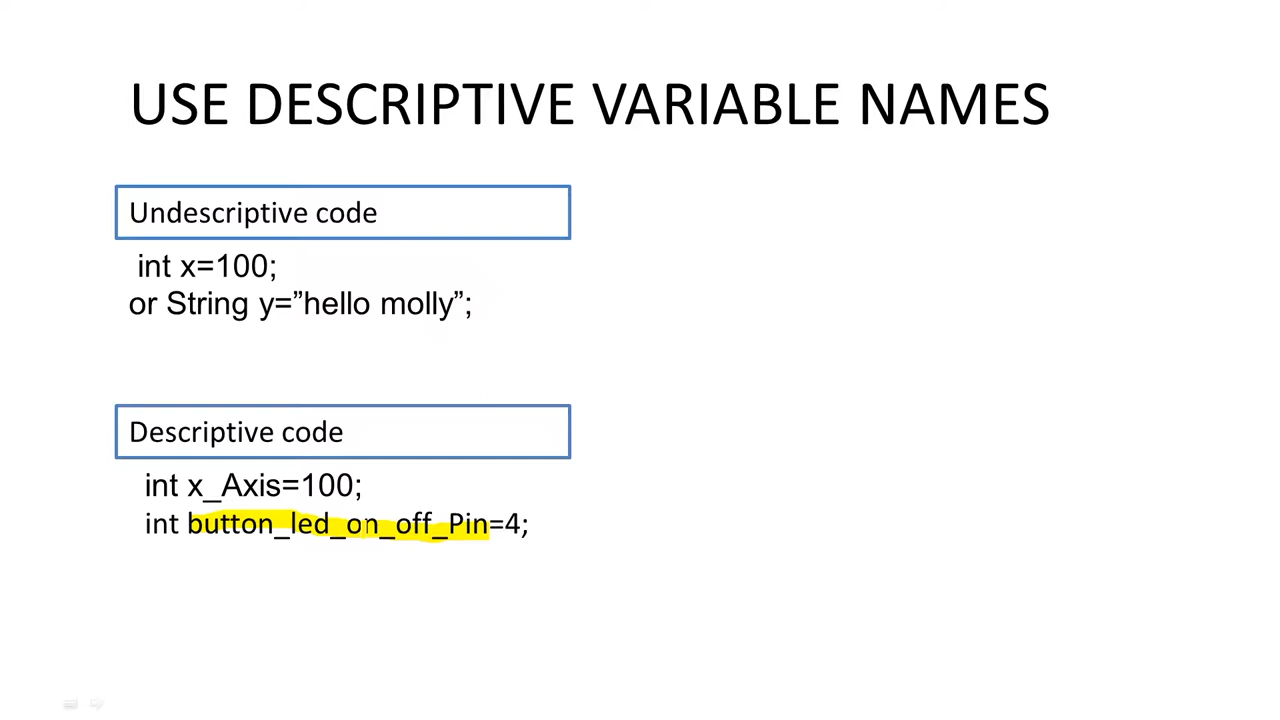 USE DESCRIPTIVE VARIABLE NAMES
Undescriptive code
int x=100;
or String y=”hello molly”;
Descriptive code
int x_Axis=100;
int button_led_on_off_Pin=4;